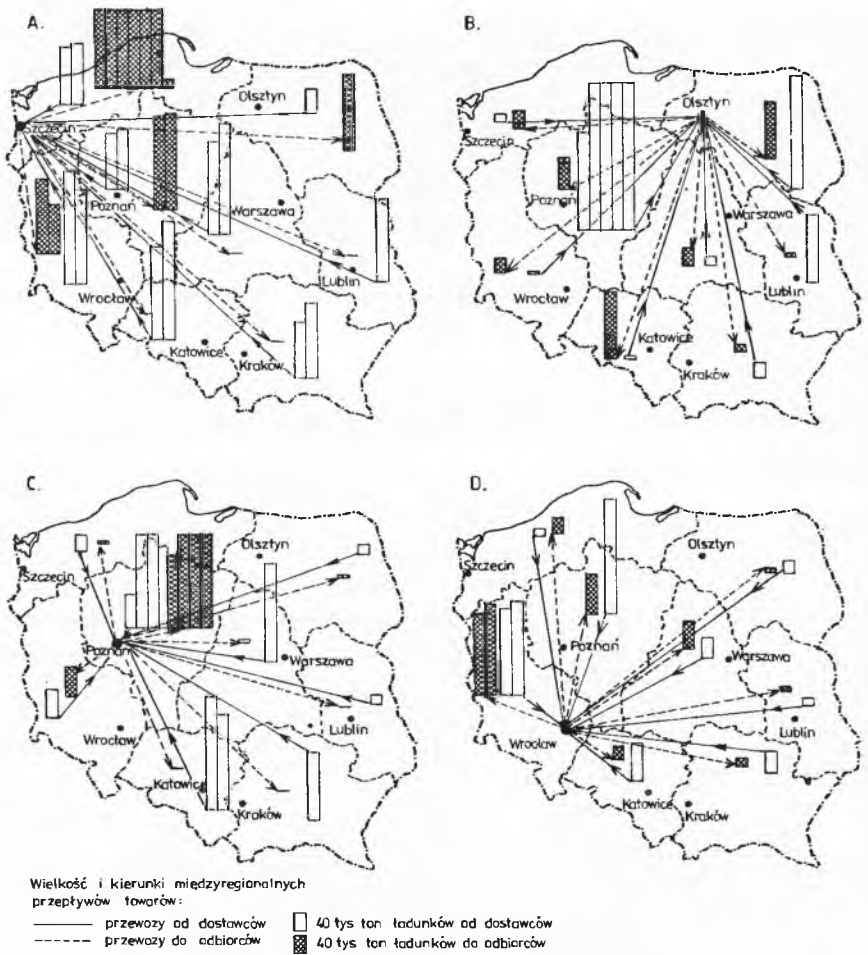 A.
Szczecin
Olsztyn
Poznań
Warszawa
Wrocław
Lublin
Katowice
Kraków
B.
Olsztyn
Szczecin
Poznań
Warszawa
Wrocław
Lublin
Katowice
Kraków
C.
Olsztyn
Szczecin
Poznań
Warszawa
Wrocław
Lublin
Katowice
Kraków
D.
Olsztyn
Szczecin
Poznań
Warszawa
Wrocław
Lublin
Katowice
Kraków
Wielkość i kierunki międzyregionalnych
przepływów towarów:
przewozy od dostawców 40 tys ton ładunków od dostawców
przewozy do odbiorców 40 tys ton ładunków do odbiorców